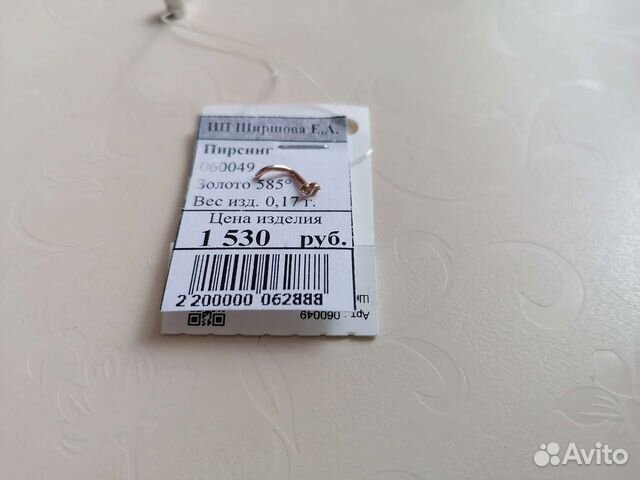 ИП Ширшова Е.А.
Пирсинг
060049
Золото 585°
Вес изд. 0,17 г.
Цена изделия
1 530 руб.
2 200000 062888
Арт.: 060049
Avito